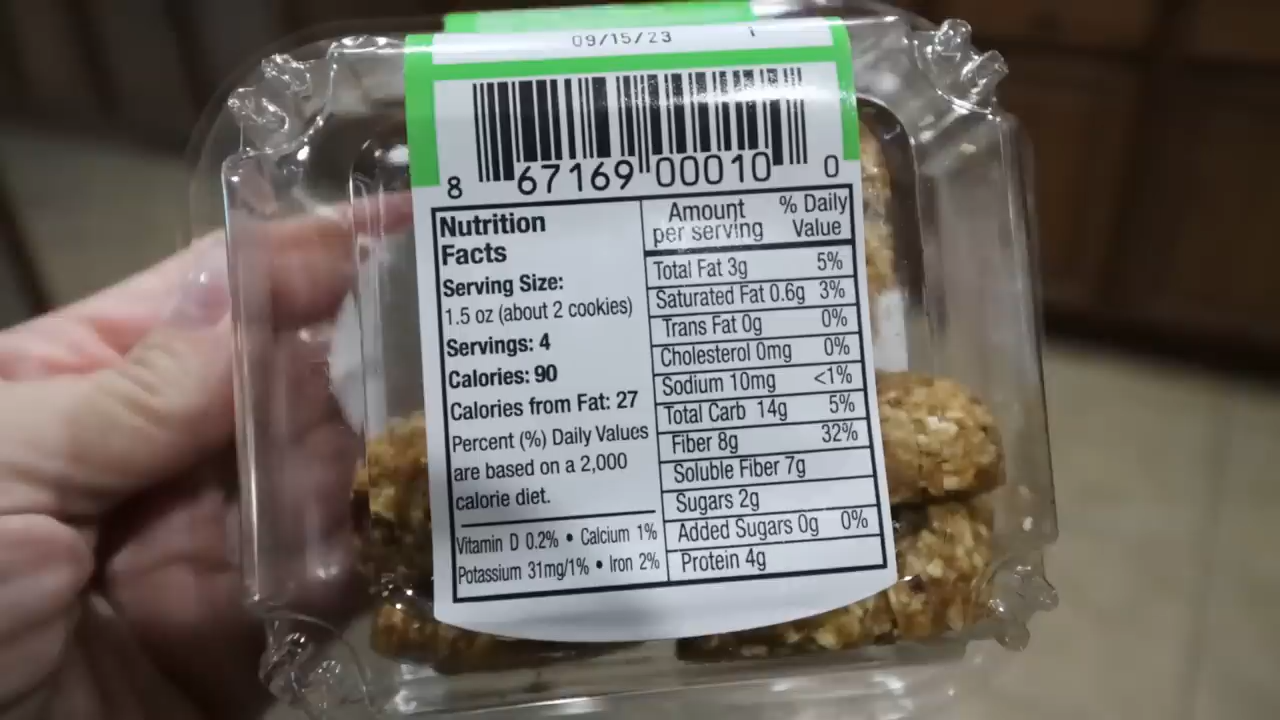 09/15/23 1
8 67169 00010 0
Nutrition
Facts
Serving Size:
1.5 oz (about 2 cookies)
Servings: 4
Calories: 90
Calories from Fat: 27
Percent (%) Daily Values
are based on a 2,000
calorie diet.
Vitamin D 0.2% • Calcium 1%
Potassium 31mg/1% • Iron 2%
Amount % Daily
per serving Value
Total Fat 3g 5%
Saturated Fat 0.6g 3%
Trans Fat 0g 0%
Cholesterol 0mg 0%
Sodium 10mg <1%
Total Carb 14g 5%
Fiber 8g 32%
Soluble Fiber 7g
Sugars 2g
Added Sugars 0g 0%
Protein 4g